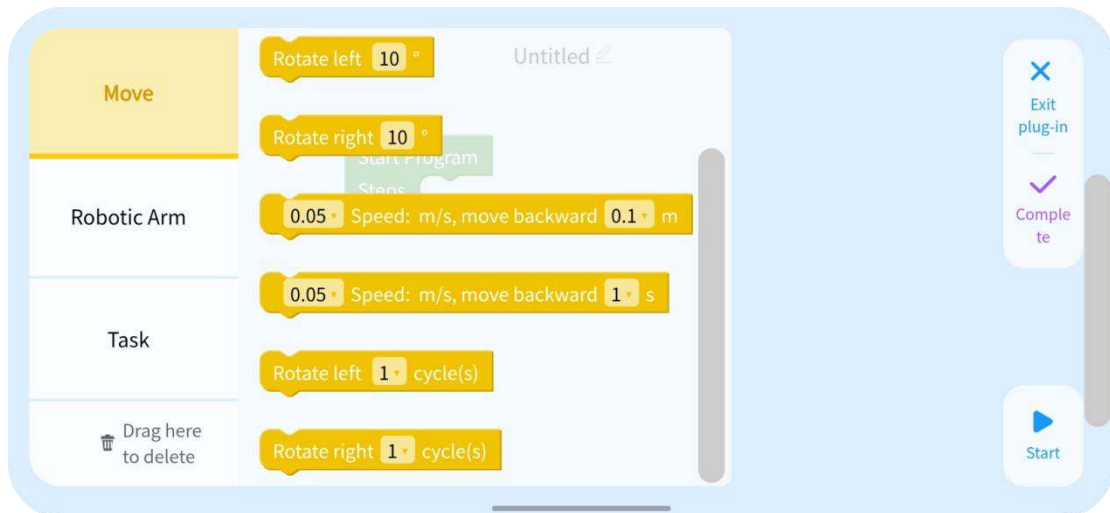 Move
Robotic Arm
Task
Drag here
to delete
Untitled
Rotate left 10 °
Rotate right 10 °
Start Program
Steps
0.05 Speed: m/s, move backward 0.1 m
0.05 Speed: m/s, move backward 1 s
Rotate left 1 cycle(s)
Rotate right 1 cycle(s)
Exit
plug-in
Comple
te
Start